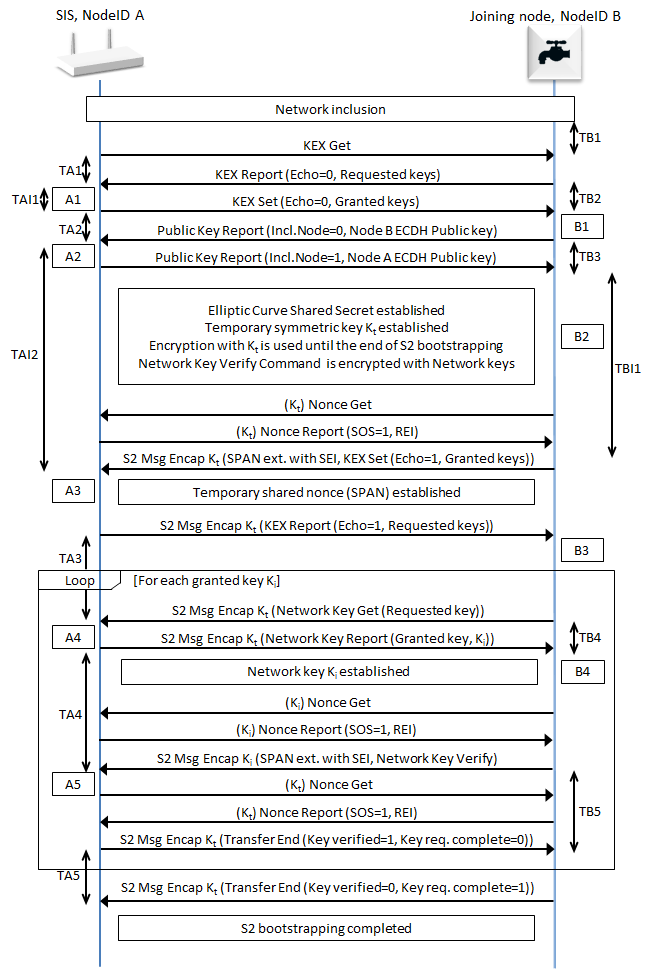 SIS, NodeID A
Joining node, NodeID B
Network inclusion
TB1
KEX Get
TA1
KEX Report (Echo=0, Requested keys)
TAI1
A1
TB2
KEX Set (Echo=0, Granted keys)
TA2
B1
Public Key Report (Incl.Node=0, Node B ECDH Public key)
A2
Public Key Report (Incl.Node=1, Node A ECDH Public key)
TB3
Elliptic Curve Shared Secret established
Temporary symmetric key Kt established
Encryption with Kt is used until the end of S2 bootstrapping
Network Key Verify Command is encrypted with Network keys
B2
TAI2
TBI1
(Kt) Nonce Get
(Kt) Nonce Report (SOS=1, REI)
S2 Msg Encap Kt (SPAN ext. with SEI, KEX Set (Echo=1, Granted keys))
A3
Temporary shared nonce (SPAN) established
S2 Msg Encap Kt (KEX Report (Echo=1, Requested keys))
B3
TA3
Loop
[For each granted key Ki]
S2 Msg Encap Kt (Network Key Get (Requested key))
A4
S2 Msg Encap Kt (Network Key Report (Granted key, Ki))
TB4
Network key Ki established
B4
(Ki) Nonce Get
TA4
(Ki) Nonce Report (SOS=1, REI)
S2 Msg Encap Ki (SPAN ext. with SEI, Network Key Verify)
A5
(Kt) Nonce Get
(Kt) Nonce Report (SOS=1, REI)
TB5
S2 Msg Encap Kt (Transfer End (Key verified=1, Key req. complete=0))
TA5
S2 Msg Encap Kt (Transfer End (Key verified=0, Key req. complete=1))
S2 bootstrapping completed